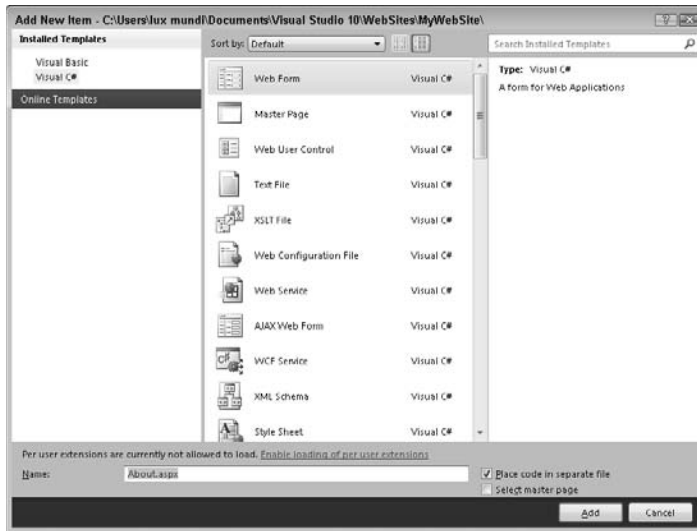 Add New Item - C:\Users\lux mundi\Documents\Visual Studio 10\WebSites\MyWebSite\
Installed Templates
Visual Basic
Visual C#
Online Templates
Sort by: Default
Search Installed Templates
Web Form Visual C#
Master Page Visual C#
Web User Control Visual C#
Text File Visual C#
XSLT File Visual C#
Web Configuration File Visual C#
Web Service Visual C#
AJAX Web Form Visual C#
WCF Service Visual C#
XML Schema Visual C#
Style Sheet Visual C#
Type: Visual C#
A form for Web Applications
Per user extensions are currently not allowed to load. Enable loading of per user extensions
Name: About.aspx
Place code in separate file
Select master page
Add Cancel